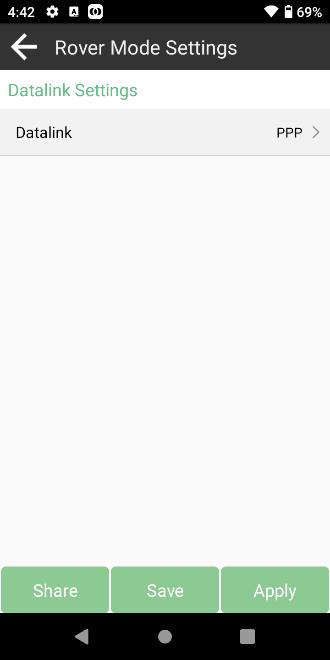 4:42
69%
Rover Mode Settings
Datalink Settings
Datalink
PPP
Share
Save
Apply